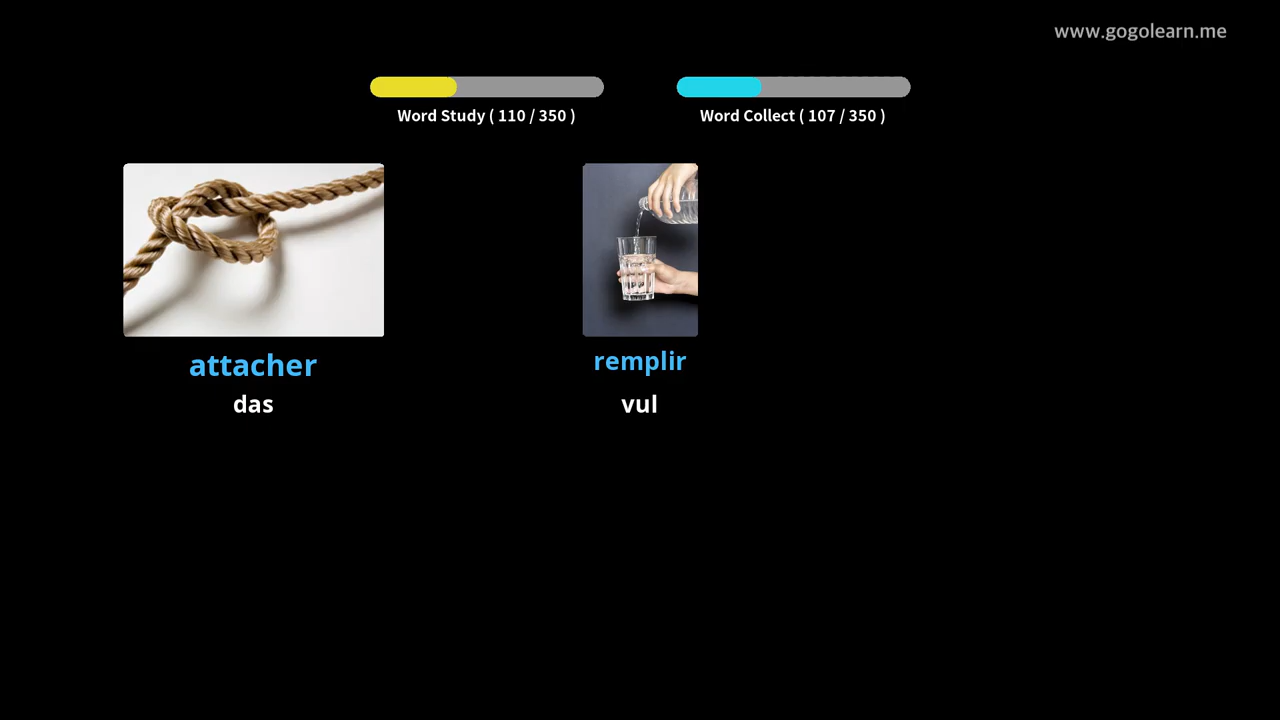 www.gogolearn.me
Word Study ( 110 / 350 )
Word Collect ( 107 / 350 )
attacher
das
remplir
vul